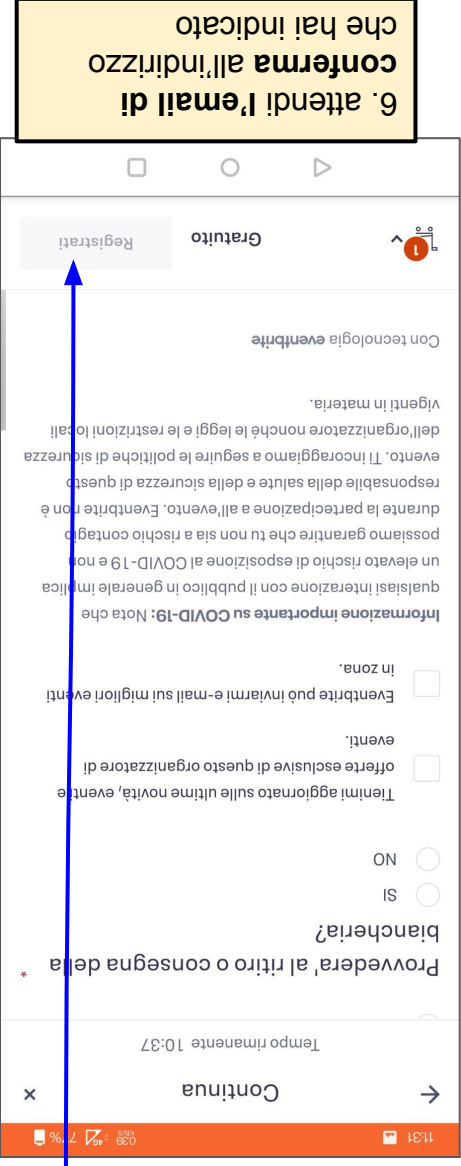 11:31 0.39 KB/S 4G
Continua
Tempo rimanente 10:37
Provvedera' al ritiro o consegna della *
biancheria?
SI
NO
Tienimi aggiornato sulle ultime novità, eventi e
offerte esclusive di questo organizzatore di
eventi.
Eventbrite può inviarmi e-mail sui migliori eventi
in zona.
Informazione importante su COVID-19: Nota che
qualsiasi interazione con il pubblico in generale implica
un elevato rischio di esposizione al COVID-19 e non
possiamo garantire che tu non sia a rischio contagio
durante la partecipazione a all'evento. Eventbrite non è
responsabile della salute e della sicurezza di questo
evento. Ti incoraggiamo a seguire le politiche di sicurezza
dell'organizzatore nonché le leggi e le restrizioni locali
vigenti in materia.
Con tecnologia eventbrite
1 Gratuito Registrati
6. attendi l'email di
conferma all'indirizzo
che hai indicato